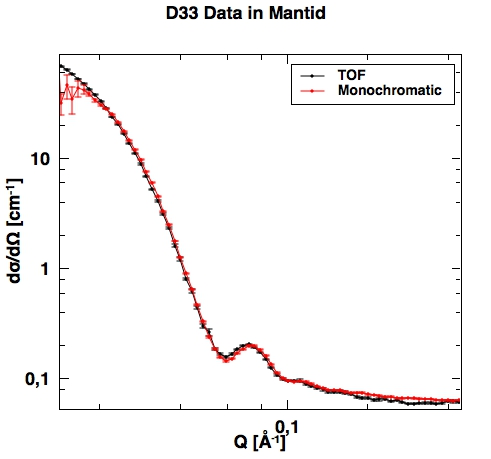 D33 Data in Mantid
TOF
Monochromatic
dσ/dΩ [cm⁻¹]
10
1
0,1
0,1
Q [Å⁻¹]